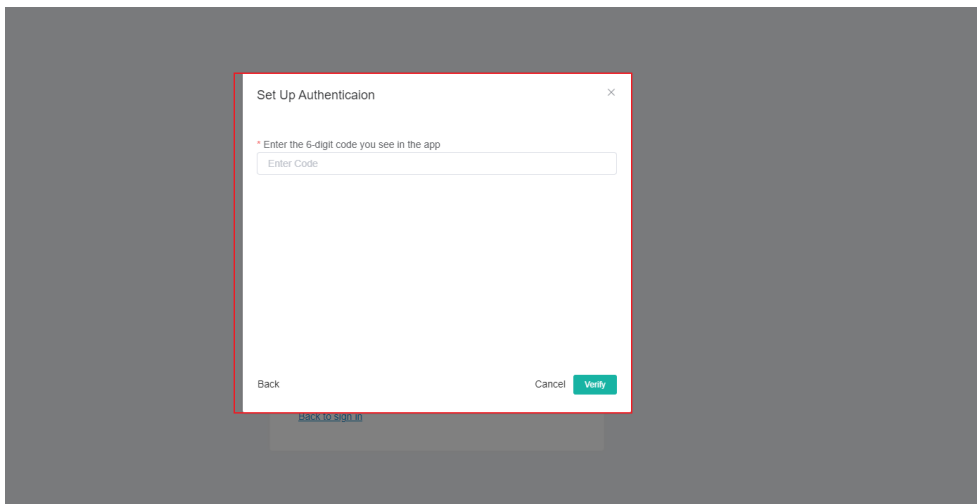 Set Up Authenticaion
* Enter the 6-digit code you see in the app
Enter Code
Back Cancel Verify
Back to sign in